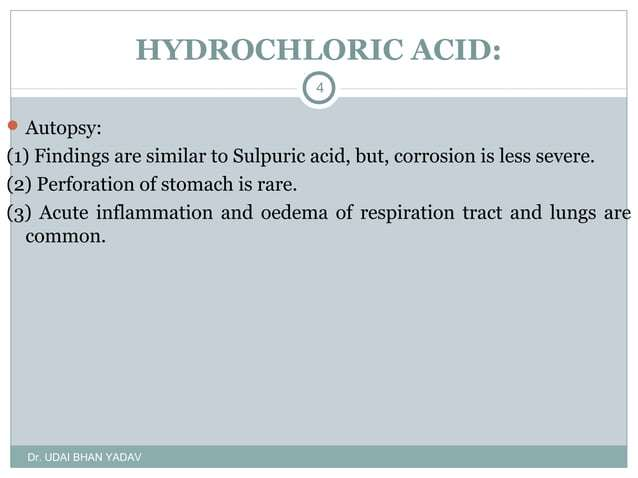 HYDROCHLORIC ACID:
4
Autopsy:
(1) Findings are similar to Sulpuric acid, but, corrosion is less severe.
(2) Perforation of stomach is rare.
(3) Acute inflammation and oedema of respiration tract and lungs are
common.
Dr. UDAI BHAN YADAV